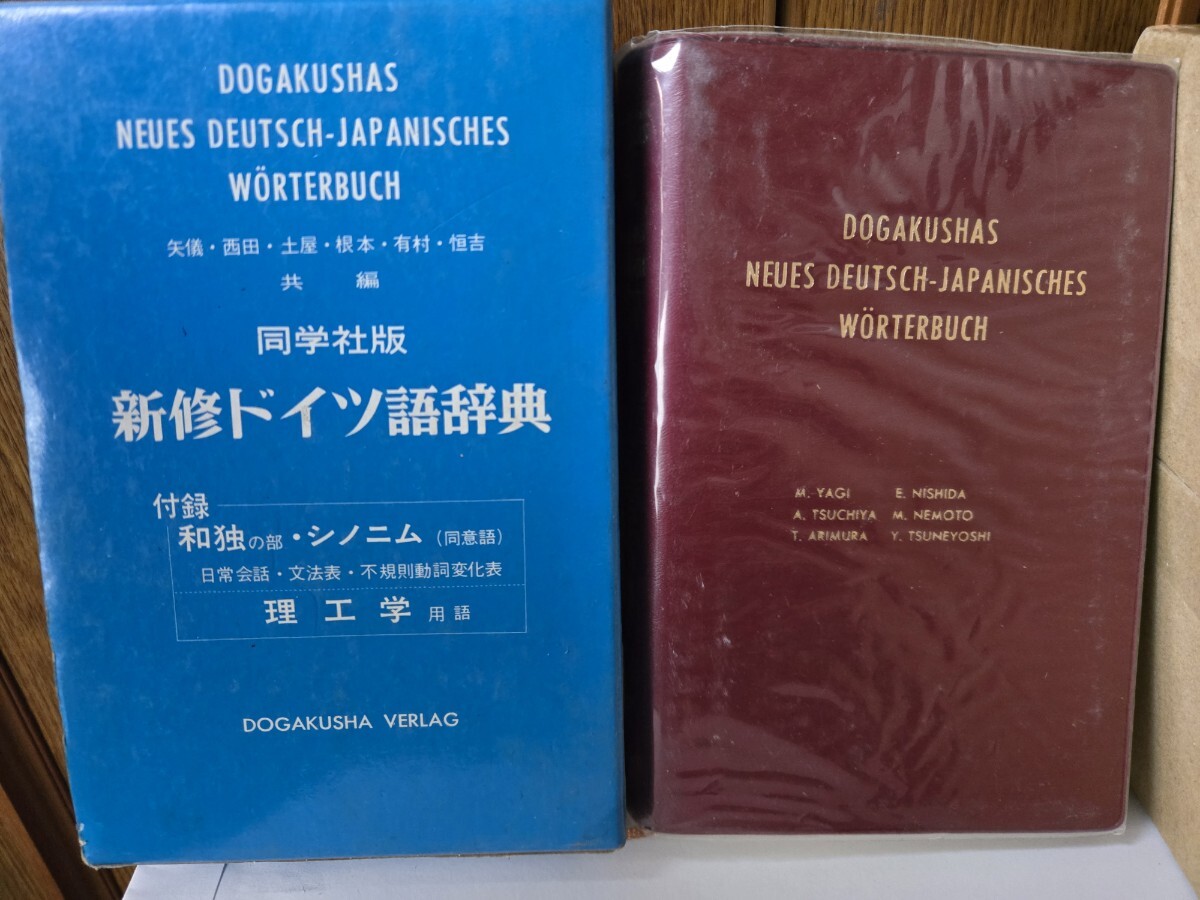 DOGAKUSHAS
NEUES DEUTSCH-JAPANISCHES
WÖRTERBUCH
矢儀・西田・土屋・根本・有村・恒吉
共 編
同学社版
新修ドイツ語辞典
付録
和独の部・シノニム(同意語)
日常会話・文法表・不規則動詞変化表
理工学用語
DOGAKUSHA VERLAG
DOGAKUSHAS
NEUES DEUTSCH-JAPANISCHES
WÖRTERBUCH
M. YAGI E. NISHIDA
A. TSUCHIYA M. NEMOTO
T. ARIMURA Y. TSUNEYOSHI